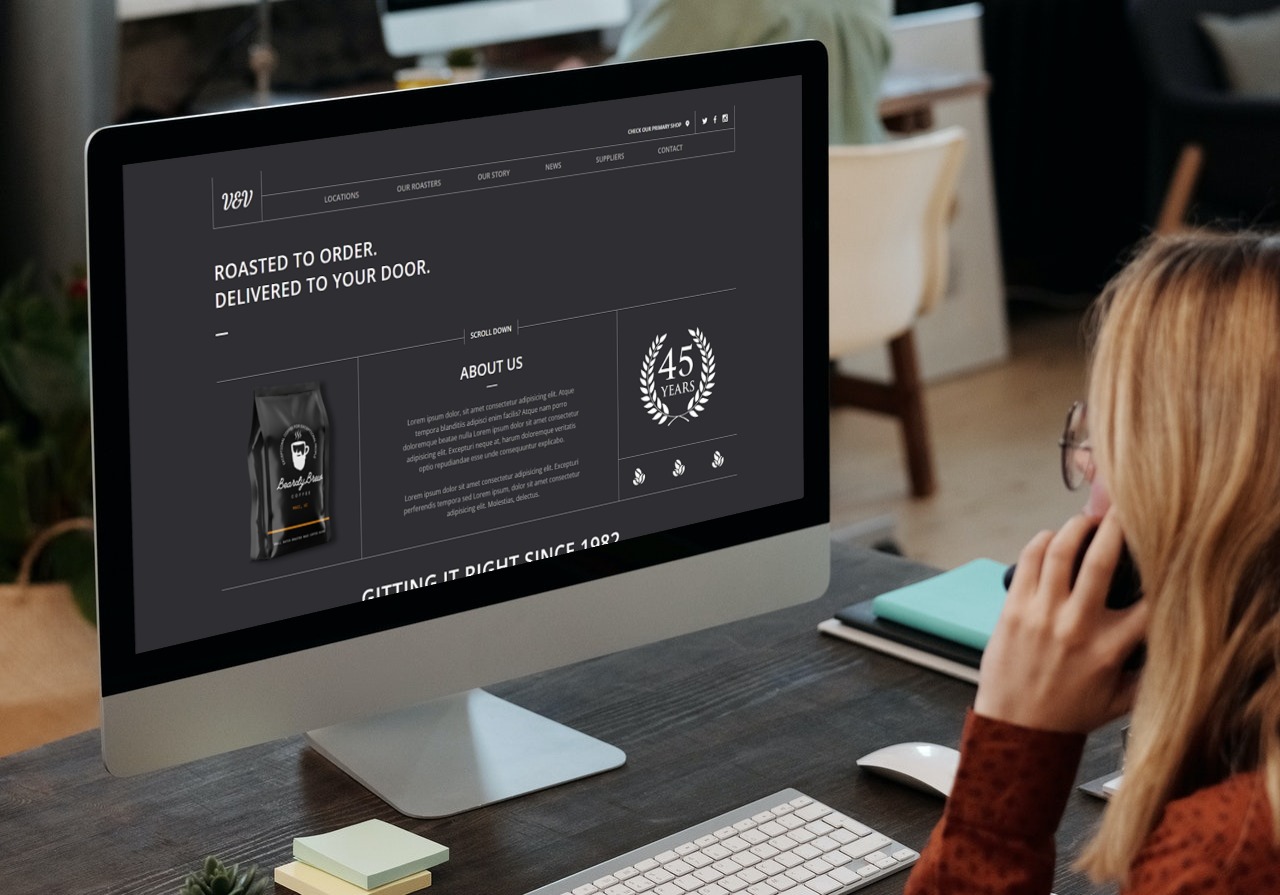 CHECK OUR PRIMARY SHOP
V&V
LOCATIONS
OUR ROASTERS
OUR STORY
NEWS
SUPPLIERS
CONTACT
ROASTED TO ORDER.
DELIVERED TO YOUR DOOR.
SCROLL DOWN
ABOUT US
Lorem ipsum dolor, sit amet consectetur adipisicing elit. Atque
tempora blanditiis adipisci enim facilis? Atque nam porro
doloremque beatae nulla Lorem ipsum dolor sit amet consectetur
adipisicing elit. Excepturi neque at, harum doloremque veritatis
optio repudiandae esse unde consequuntur explicabo.
Lorem ipsum dolor sit amet consectetur adipisicing elit. Excepturi
perferendis tempora sed Lorem ipsum, dolor sit amet consectetur
adipisicing elit. Molestias, delectus.
45
YEARS
Beardy Brew
COFFEE
GITTING IT RIGHT SINCE 1982